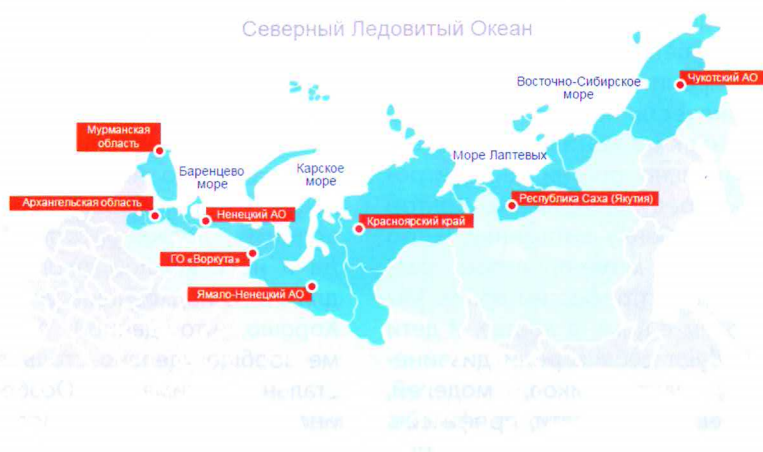 Северный Ледовитый Океан
Чукотский АО
Восточно-Сибирское
море
Мурманская
область
Море Лаптевых
Баренцево
море
Карское
море
Архангельская область
Ненецкий АО
Республика Саха (Якутия)
Красноярский край
ГО «Воркута»
Ямало-Ненецкий АО